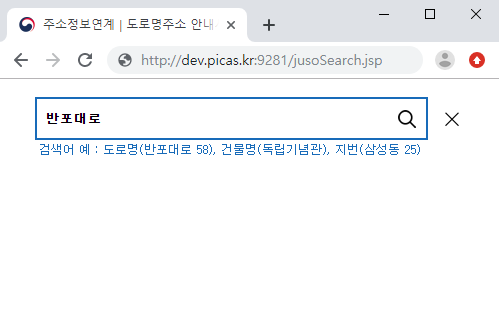 주소정보연계 | 도로명주소 안내
http://dev.picas.kr:9281/jusoSearch.jsp
반포대로
검색어 예 : 도로명(반포대로 58), 건물명(독립기념관), 지번(삼성동 25)